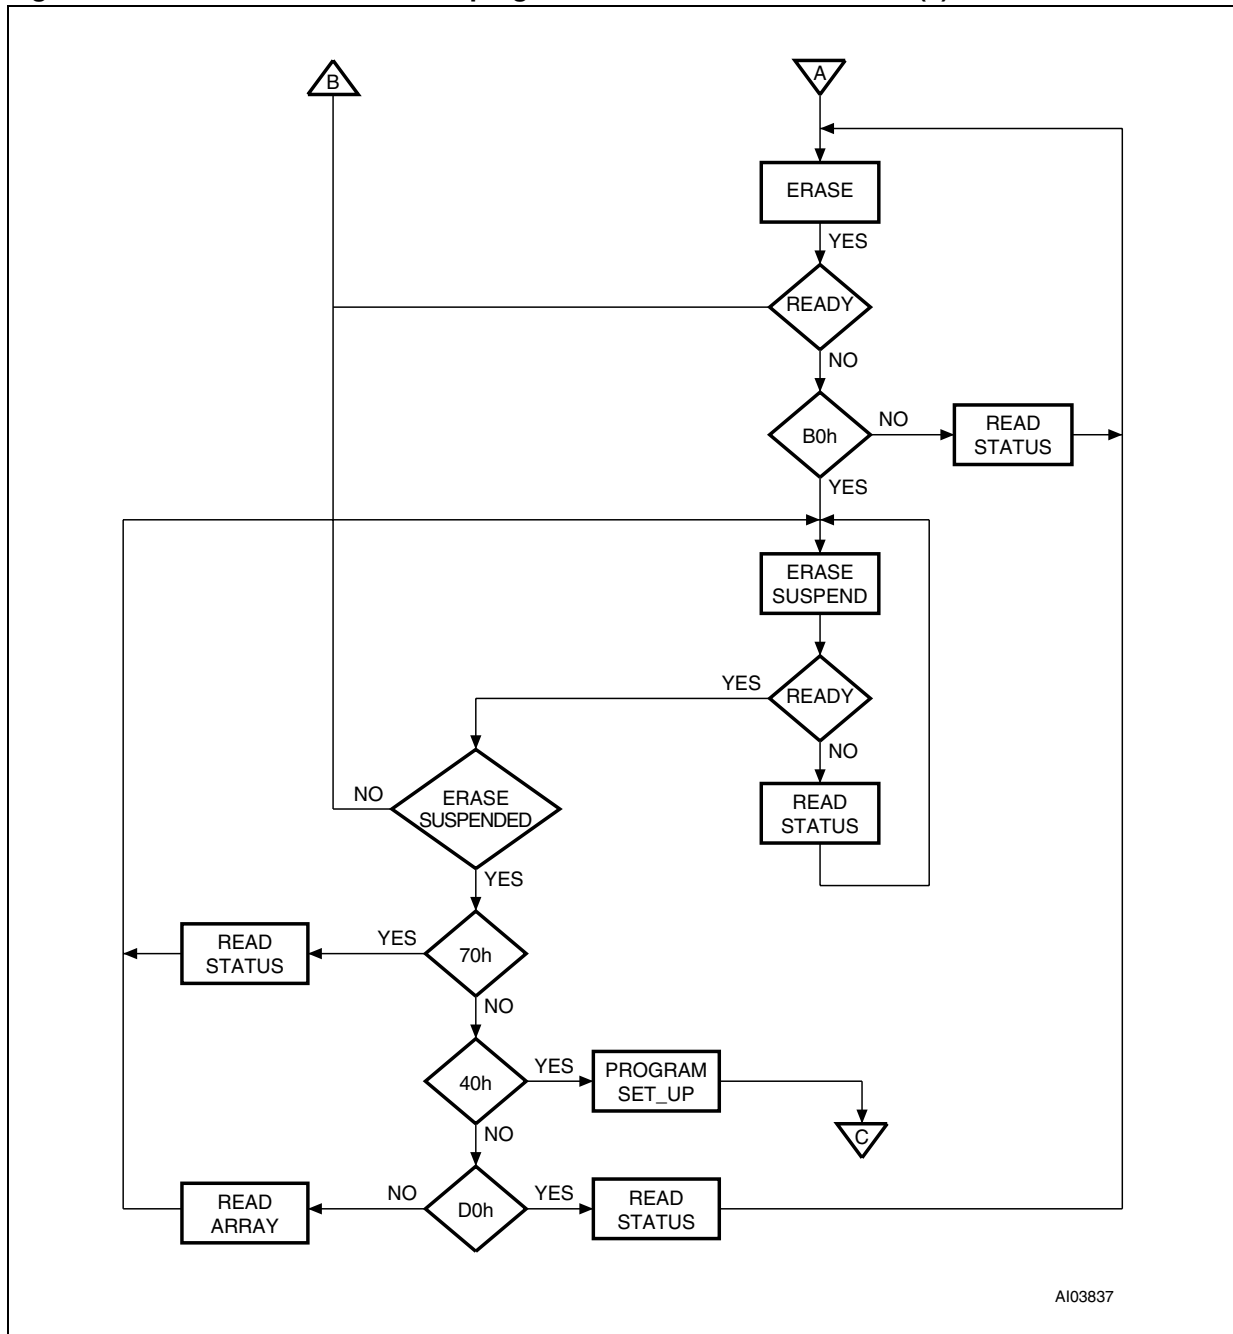 B
A
ERASE
YES
READY
NO
B0h
NO
READ
STATUS
YES
ERASE
SUSPEND
YES
READY
NO
NO
ERASE
SUSPENDED
READ
STATUS
YES
READ
STATUS
YES
70h
NO
40h
YES
PROGRAM
SET_UP
NO
C
READ
ARRAY
NO
D0h
YES
READ
STATUS
AI03837